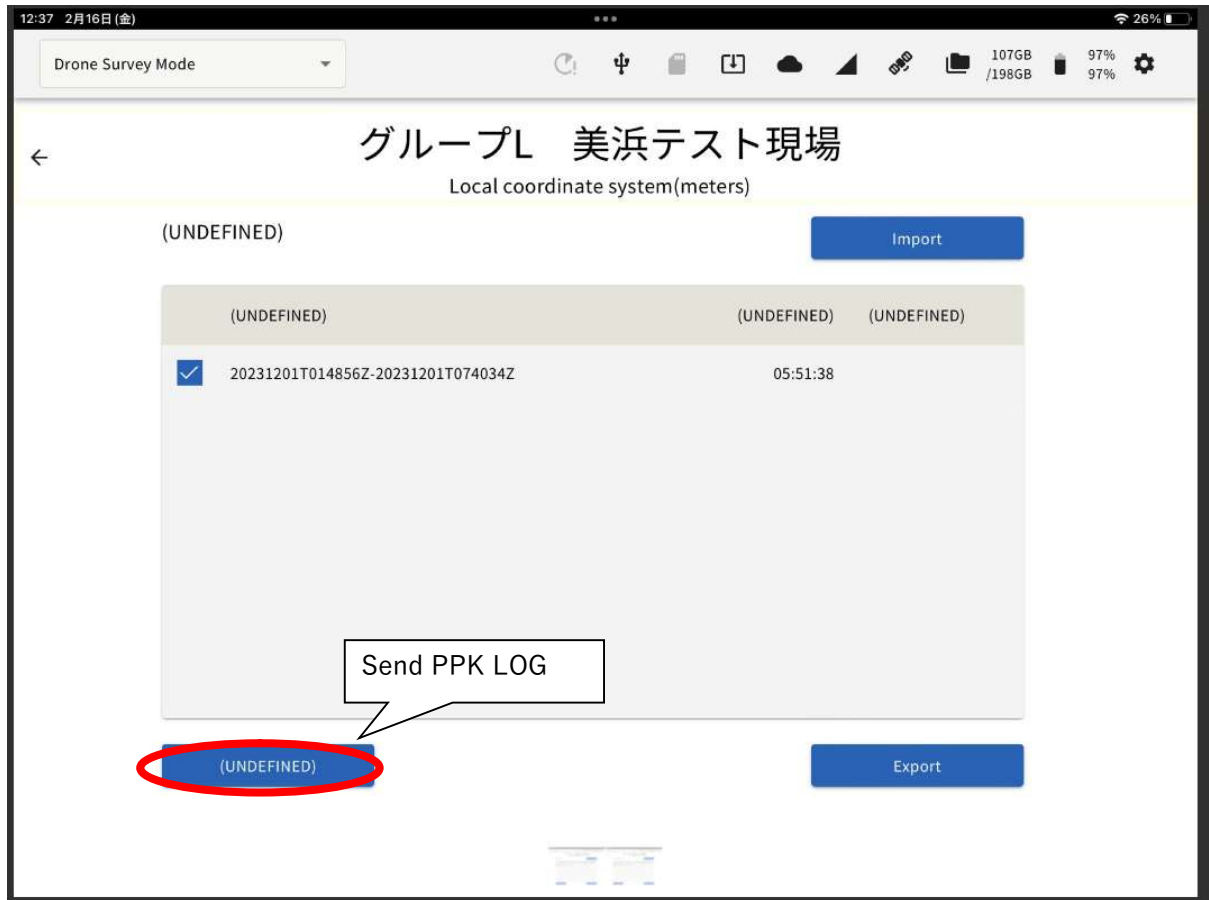 12:37 2月16日(金)
26%
Drone Survey Mode
107GB
/198GB
97%
97%
グループL 美浜テスト現場
Local coordinate system(meters)
(UNDEFINED)
Import
(UNDEFINED) (UNDEFINED) (UNDEFINED)
20231201T014856Z-20231201T074034Z 05:51:38
Send PPK LOG
(UNDEFINED)
Export